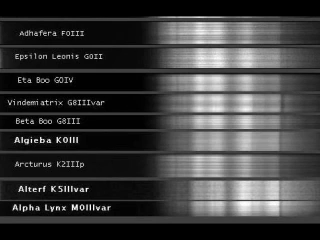 Adhafera F0III
Epsilon Leonis G0II
Eta Boo G0IV
Vindemiatrix G8IIIvar
Beta Boo G8III
Algieba K0III
Arcturus K2IIIp
Alterf K5IIIvar
Alpha Lynx M0IIIvar